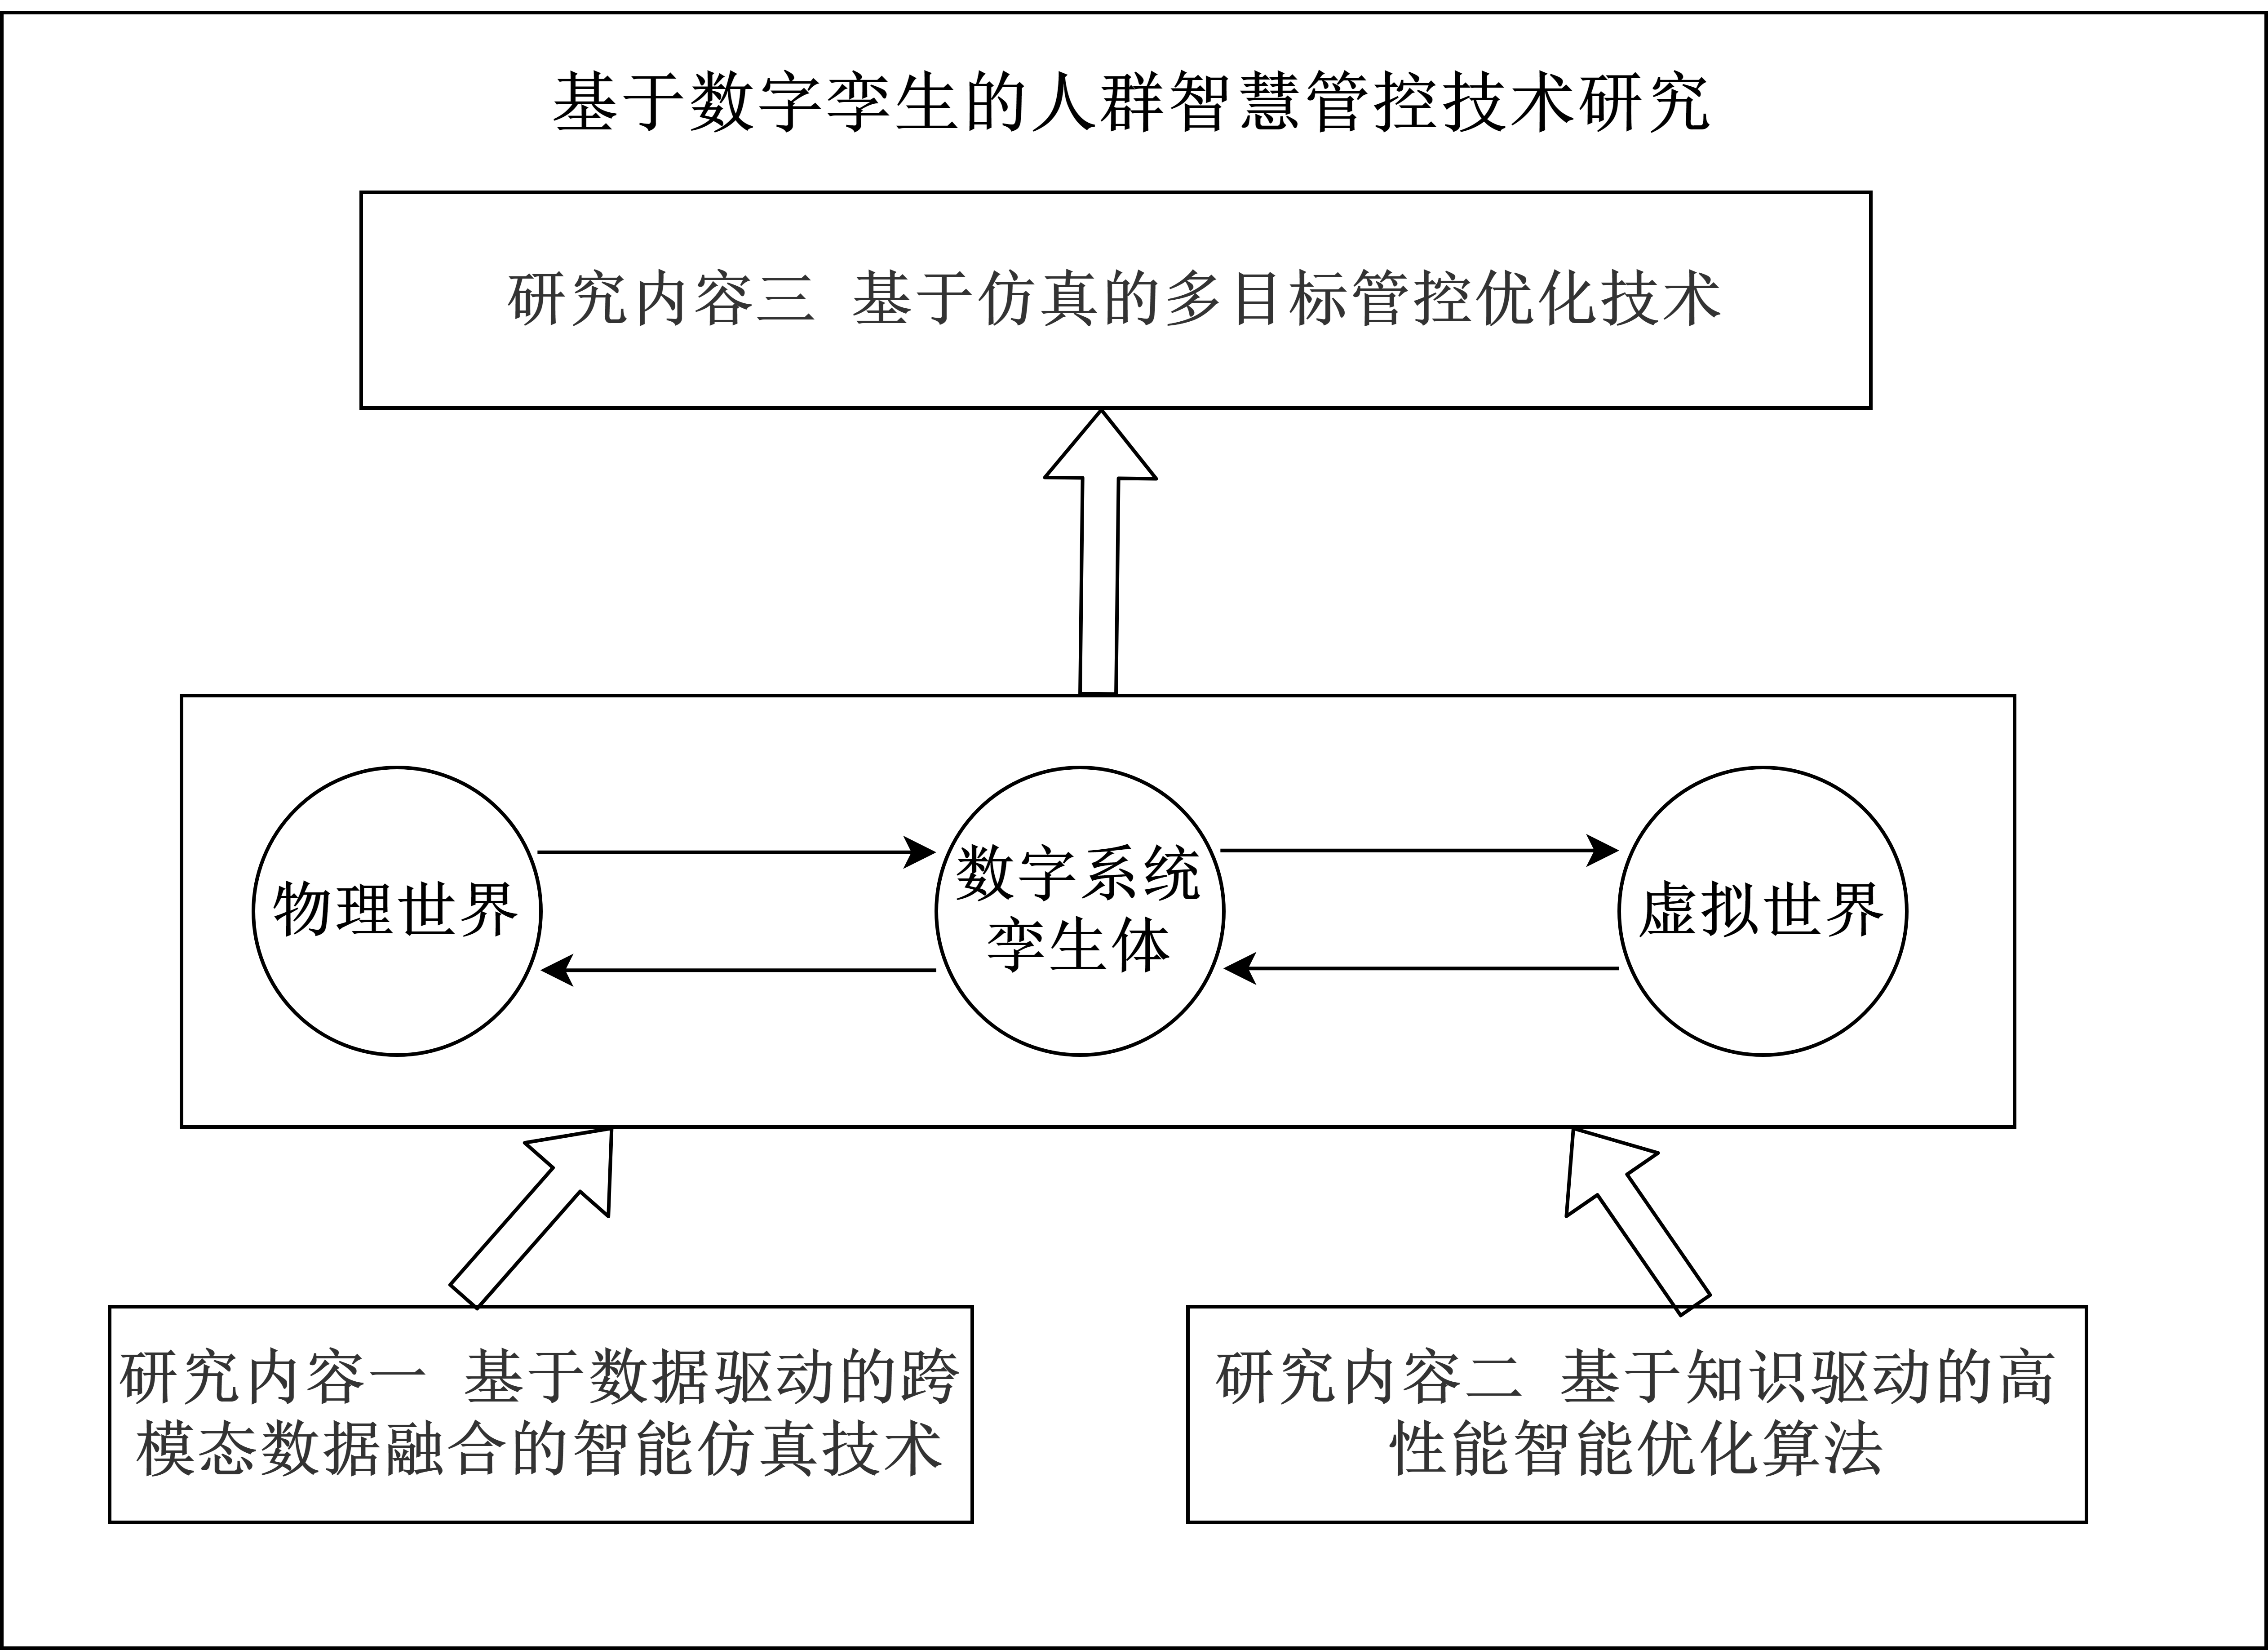 基于数字孪生的人群智慧管控技术研究
研究内容三 基于仿真的多目标管控优化技术
物理世界
数字系统
孪生体
虚拟世界
研究内容一 基于数据驱动的跨
模态数据融合的智能仿真技术
研究内容二 基于知识驱动的高
性能智能优化算法